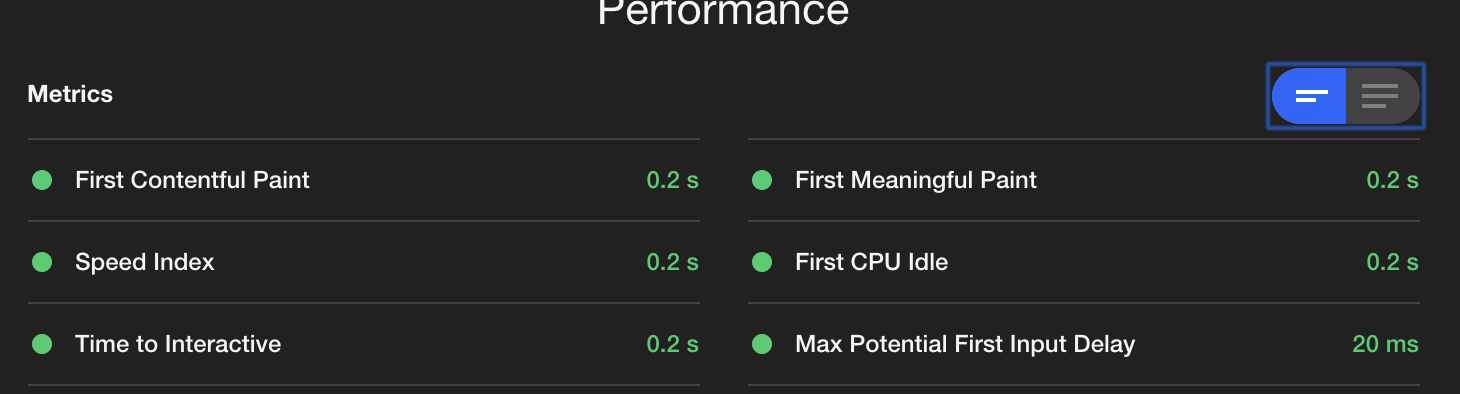 Performance
Metrics
First Contentful Paint 0.2 s
First Meaningful Paint 0.2 s
Speed Index 0.2 s
First CPU Idle 0.2 s
Time to Interactive 0.2 s
Max Potential First Input Delay 20 ms